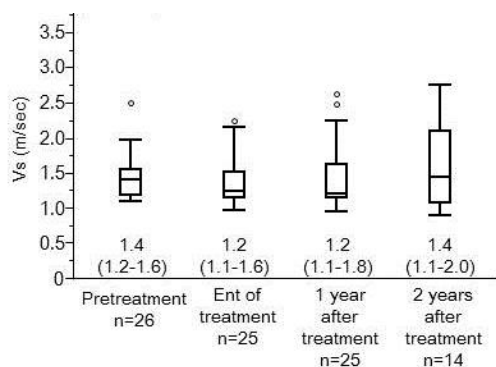 3.5
3.0
2.5
2.0
1.5
1.0
0.5
0
Vs (m/sec)
1.4
(1.2-1.6)
1.2
(1.1-1.6)
1.2
(1.1-1.8)
1.4
(1.1-2.0)
Pretreatment
n=26
Ent of
treatment
n=25
1 year
after
treatment
n=25
2 years
after
treatment
n=14